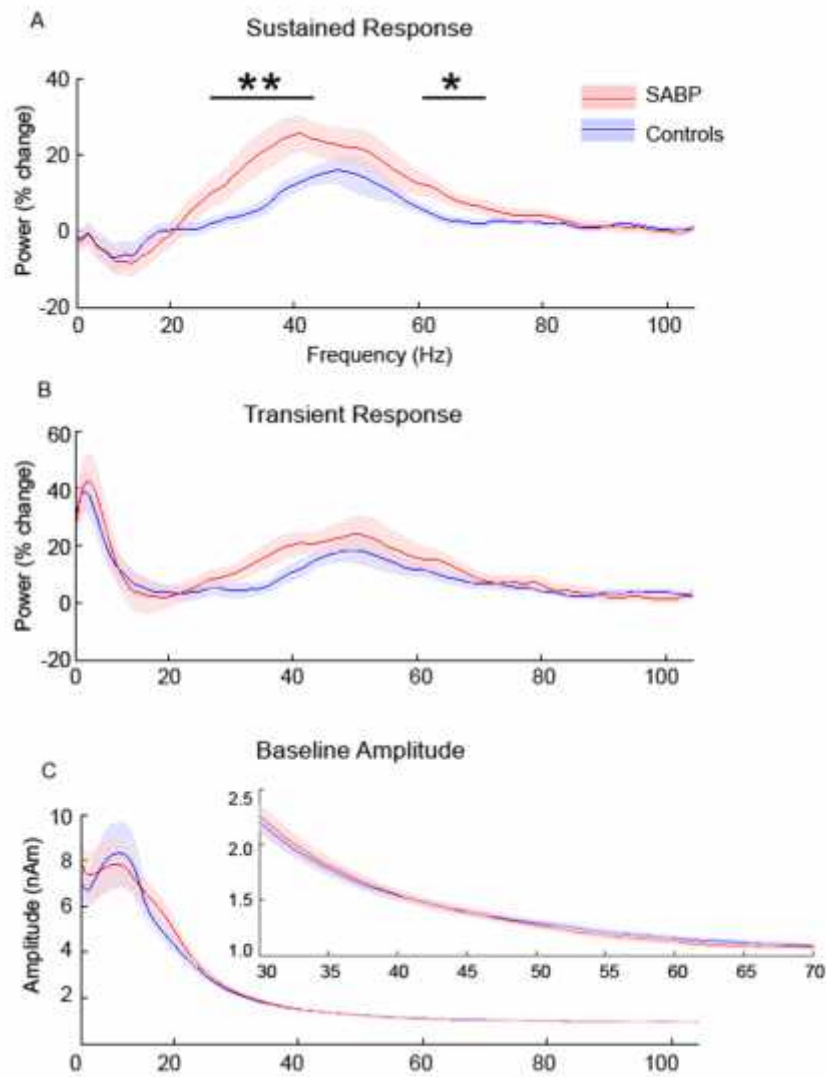 A
Sustained Response
40
**
*
SABP
Controls
20
0
-20
Power (% change)
0 20 40 60 80 100
Frequency (Hz)
B
Transient Response
60
40
20
0
-20
Power (% change)
0 20 40 60 80 100
Baseline Amplitude
C
10
8
6
4
2
Amplitude (nAm)
2.5
2.0
1.5
1.0
30 35 40 45 50 55 60 65 70
0 20 40 60 80 100